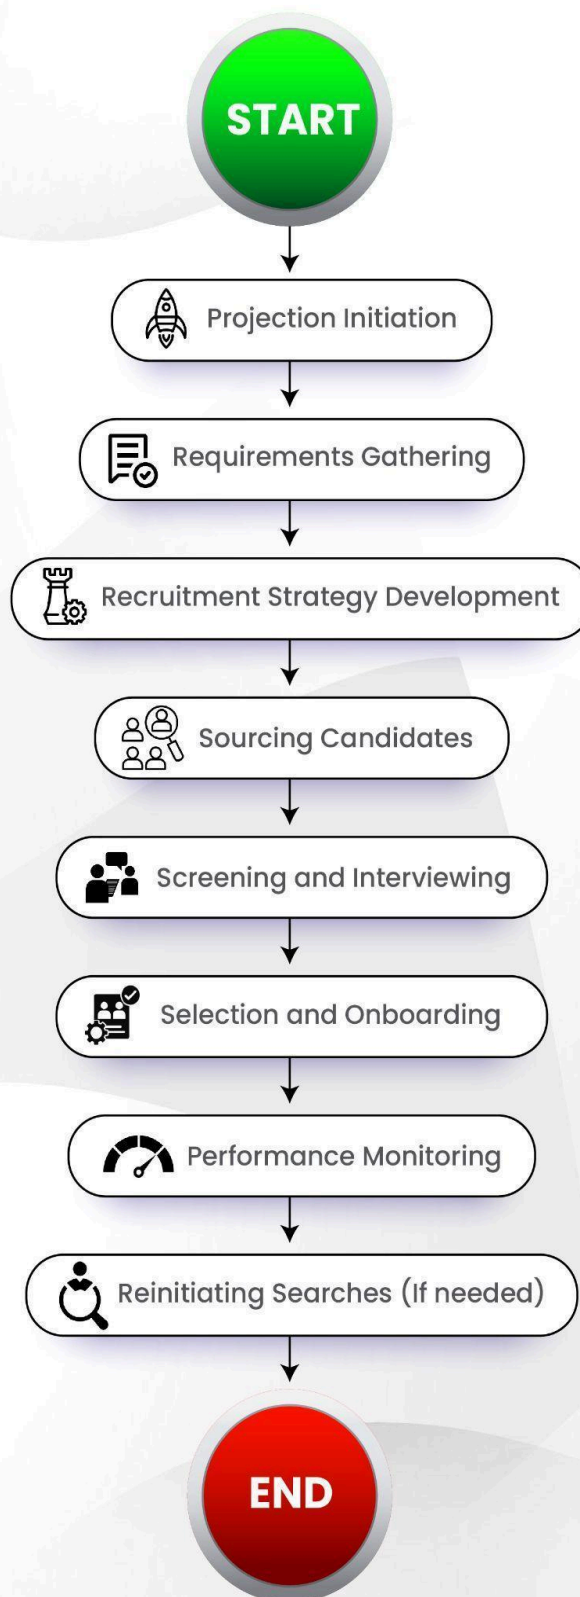 START
Projection Initiation
Requirements Gathering
Recruitment Strategy Development
Sourcing Candidates
Screening and Interviewing
Selection and Onboarding
Performance Monitoring
Reinitiating Searches (If needed)
END